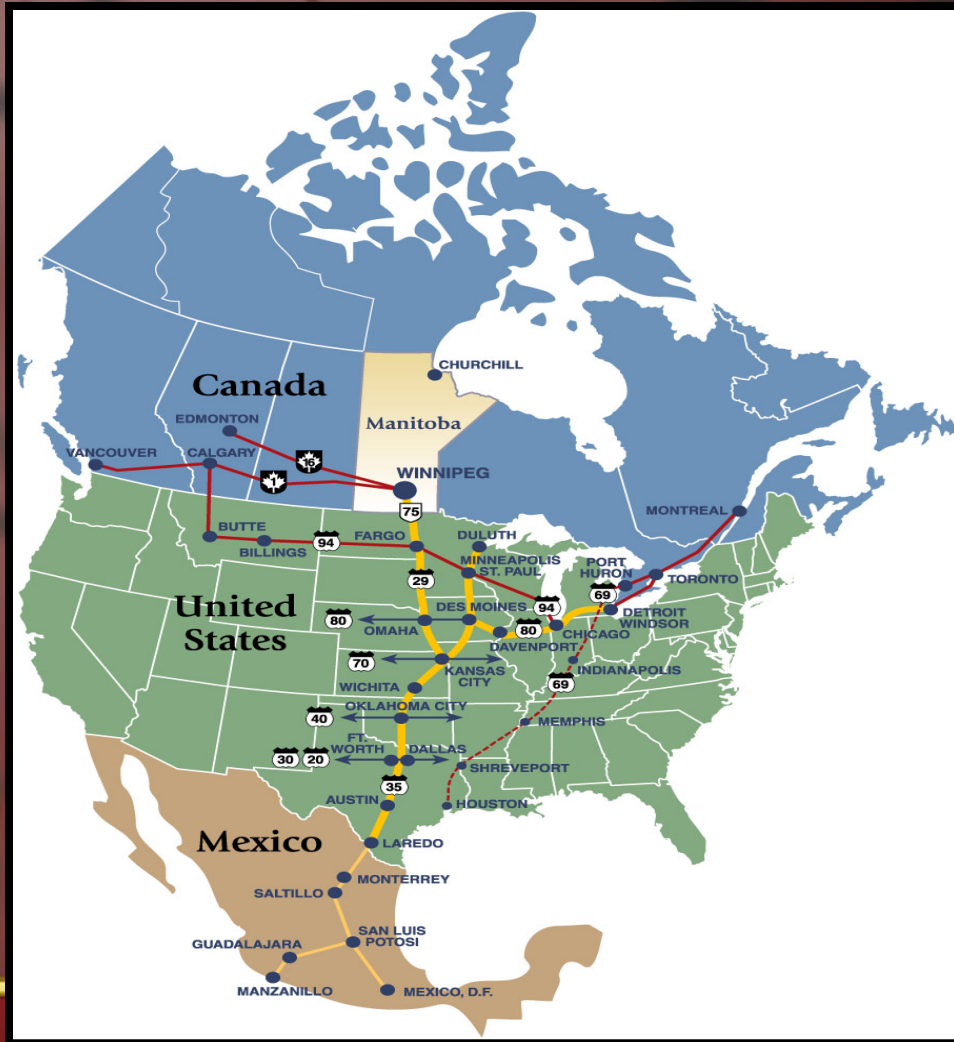 CHURCHILL
Canada
Manitoba
EDMONTON
VANCOUVER
CALGARY
16
1
WINNIPEG
75
MONTREAL
BUTTE
BILLINGS
94
FARGO
DULUTH
MINNEAPOLIS
ST. PAUL
PORT
HURON
TORONTO
29
69
United
States
80
DES MOINES
94
OMAHA
80
CHICAGO
DETROIT
WINDSOR
DAVENPORT
70
KANSAS
CITY
INDIANAPOLIS
WICHITA
69
OKLAHOMA CITY
40
MEMPHIS
FT.
WORTH
DALLAS
30
20
SHREVEPORT
35
AUSTIN
HOUSTON
Mexico
LAREDO
MONTERREY
SALTILLO
SAN LUIS
POTOSI
GUADALAJARA
MANZANILLO
MEXICO, D.F.